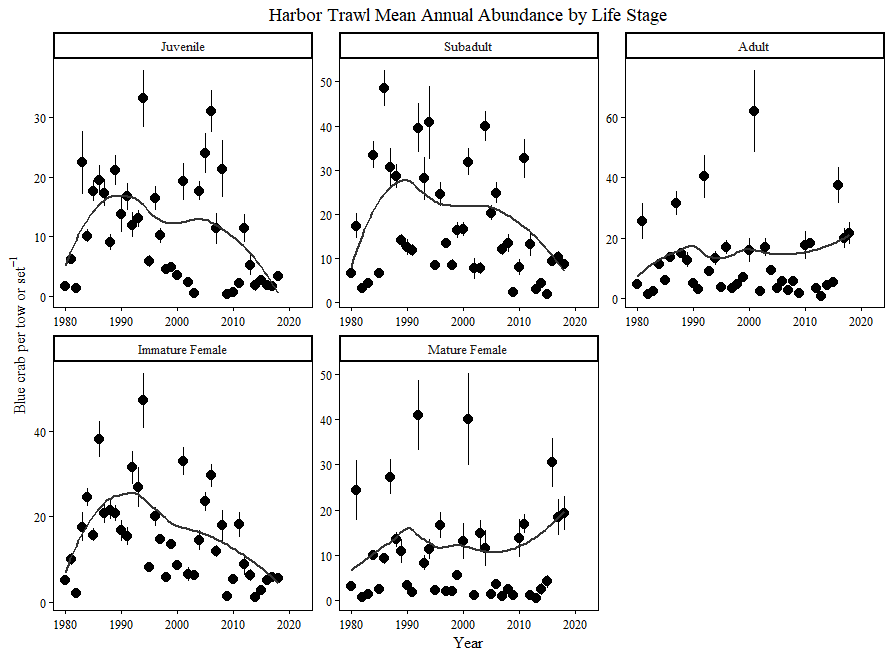 Harbor Trawl Mean Annual Abundance by Life Stage
Juvenile
Subadult
Adult
30
20
10
0
1980 1990 2000 2010 2020
50
40
30
20
10
0
1980 1990 2000 2010 2020
60
40
20
0
1980 1990 2000 2010 2020
Immature Female
Mature Female
40
20
0
1980 1990 2000 2010 2020
50
40
30
20
10
0
1980 1990 2000 2010 2020
Blue crab per tow or set⁻¹
Year